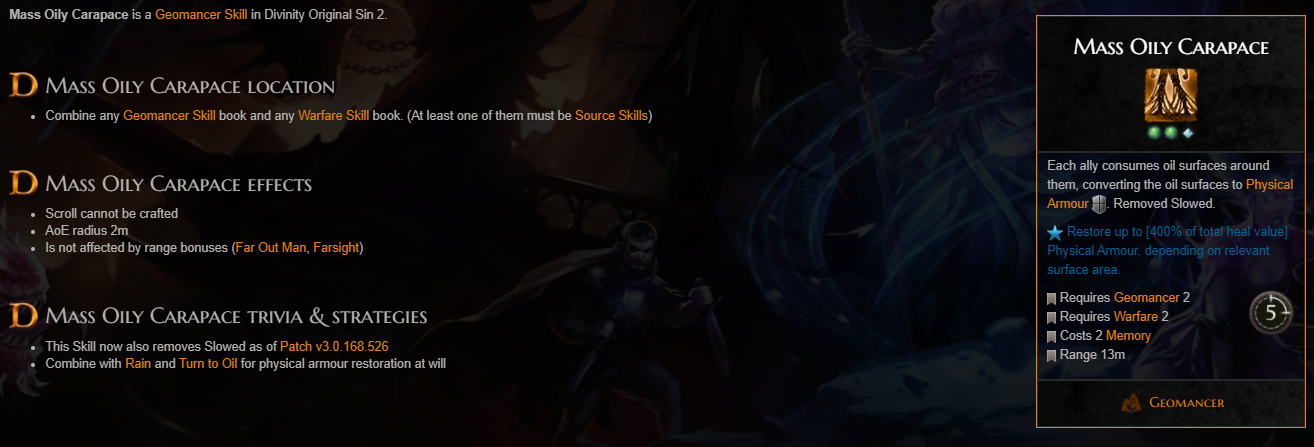 Mass Oily Carapace is a Geomancer Skill in Divinity Original Sin 2.
Mass Oily Carapace location
Combine any Geomancer Skill book and any Warfare Skill book. (At least one of them must be Source Skills)
Mass Oily Carapace effects
Scroll cannot be crafted
AoE radius 2m
Is not affected by range bonuses (Far Out Man, Farsight)
Mass Oily Carapace trivia & strategies
This Skill now also removes Slowed as of Patch v3.0.168.526
Combine with Rain and Turn to Oil for physical armour restoration at will
Mass Oily Carapace
Each ally consumes oil surfaces around
them, converting the oil surfaces to Physical
Armour . Removed Slowed.
Restore up to [400% of total heal value]
Physical Armour, depending on relevant
surface area.
Requires Geomancer 2
Requires Warfare 2
Costs 2 Memory
Range 13m
5
Geomancer